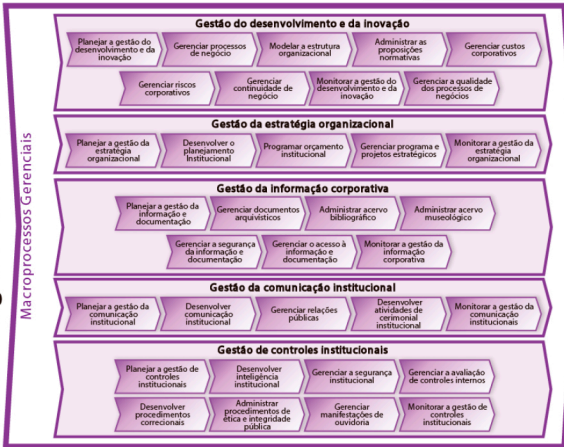 Macroprocessos Gerenciais
Gestão do desenvolvimento e da inovação
Planejar a gestão do
desenvolvimento e da
inovação
Gerenciar processos
de negócio
Modelar a estrutura
organizacional
Administrar as
proposições
normativas
Gerenciar custos
corporativos
Gerenciar riscos
corporativos
Gerenciar
continuidade de
negócio
Monitorar a gestão do
desenvolvimento e da
inovação
Gerenciar a qualidade
dos processos de
negócios
Gestão da estratégia organizacional
Planejar a gestão da
estratégia
organizacional
Desenvolver o
planejamento
Institucional
Programar orçamento
institucional
Gerenciar programa e
projetos estratégicos
Monitorar a gestão da
estratégia
organizacional
Gestão da informação corporativa
Planejar a gestão da
informação e
documentação
Gerenciar documentos
arquivísticos
Administrar acervo
bibliográfico
Administrar acervo
museológico
Gerenciar a segurança
da informação e
documentação
Gerenciar o acesso à
informação e
documentação
Monitorar a gestão da
informação
corporativa
Gestão da comunicação institucional
Planejar a gestão da
comunicação
institucional
Desenvolver
comunicação
institucional
Gerenciar relações
públicas
Desenvolver
atividades de
cerimonial
institucional
Monitorar a gestão da
comunicação
institucionais
Gestão de controles institucionais
Planejar a gestão de
controles
institucionais
Desenvolver
inteligência
institucional
Gerenciar a segurança
institucional
Gerenciar a avaliação
de controles internos
Desenvolver
procedimentos
correcionais
Administrar
procedimentos de
ética e integridade
pública
Gerenciar
manifestações de
ouvidoria
Monitorar a gestão de
controles
institucionais